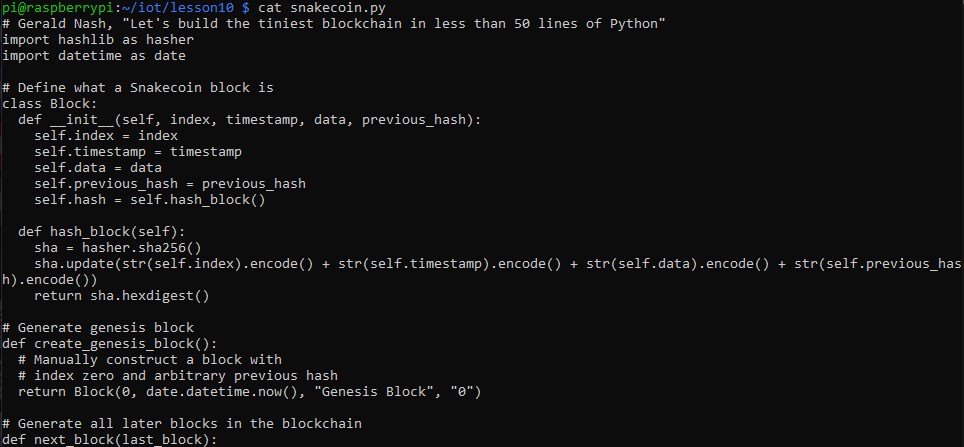 pi@raspberrypi:~/iot/lesson10 $ cat snakecoin.py
# Gerald Nash, "Let's build the tiniest blockchain in less than 50 lines of Python"
import hashlib as hasher
import datetime as date

# Define what a Snakecoin block is
class Block:
  def __init__(self, index, timestamp, data, previous_hash):
    self.index = index
    self.timestamp = timestamp
    self.data = data
    self.previous_hash = previous_hash
    self.hash = self.hash_block()

  def hash_block(self):
    sha = hasher.sha256()
    sha.update(str(self.index).encode() + str(self.timestamp).encode() + str(self.data).encode() + str(self.previous_has
h).encode())
    return sha.hexdigest()

# Generate genesis block
def create_genesis_block():
  # Manually construct a block with
  # index zero and arbitrary previous hash
  return Block(0, date.datetime.now(), "Genesis Block", "0")

# Generate all later blocks in the blockchain
def next_block(last_block):